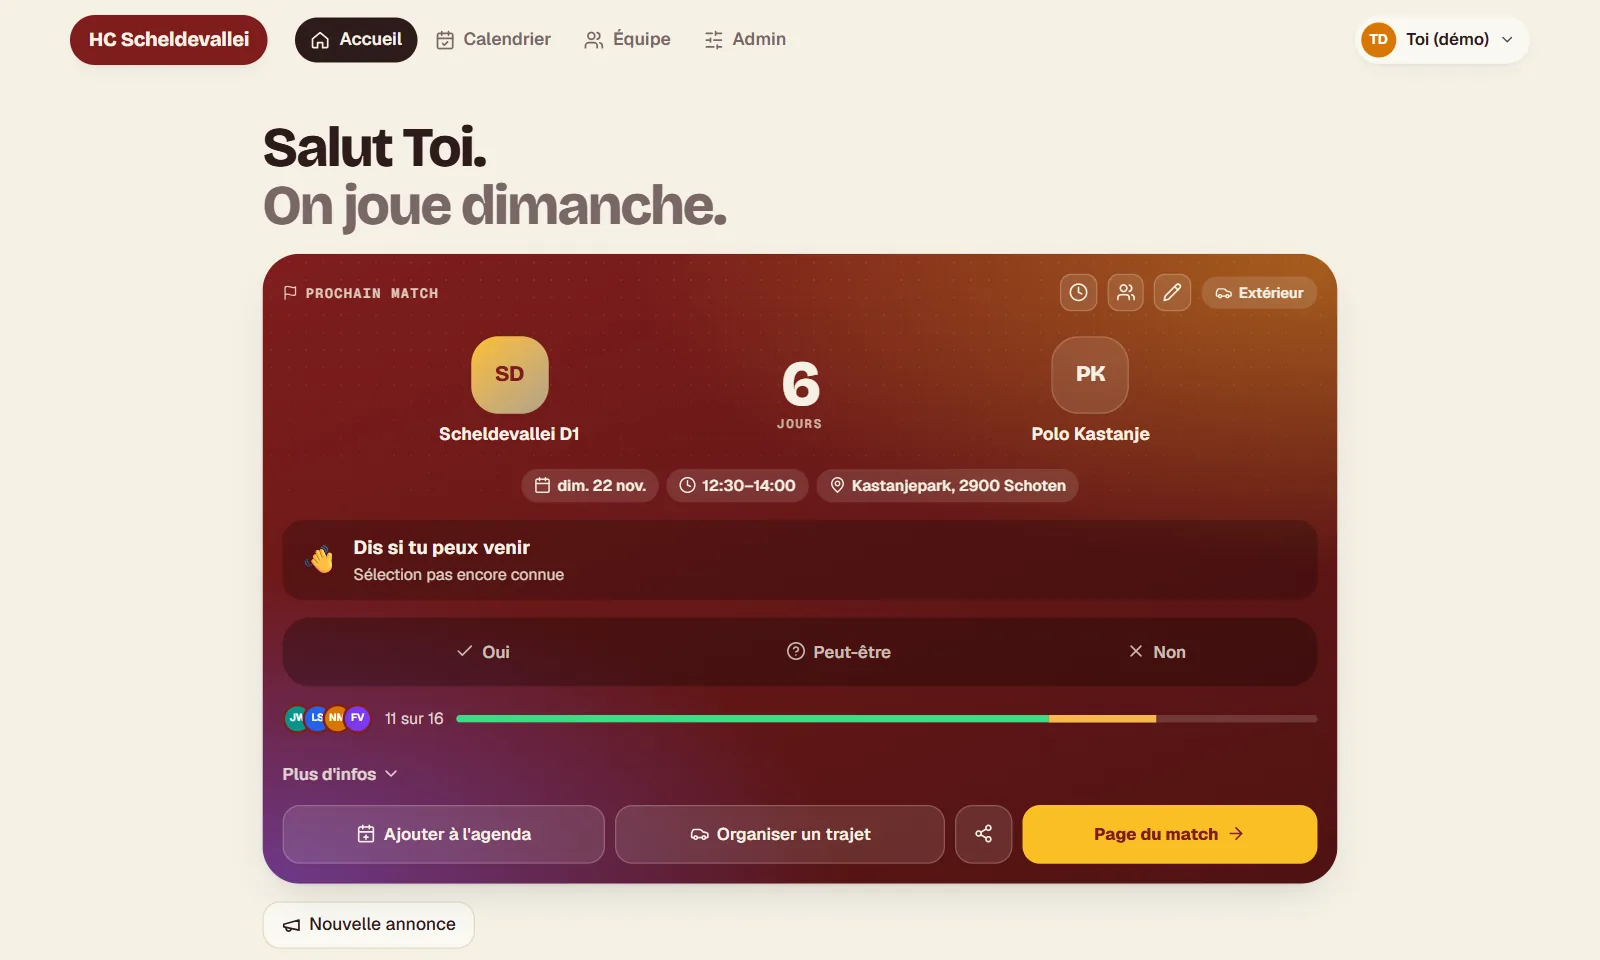 HC Scheldevallei
Accueil
Calendrier
Équipe
Admin
TD
Toi (démo)
Salut Toi.
On joue dimanche.
PROCHAIN MATCH
Extérieur
SD
Scheldevallei D1
6
JOURS
PK
Polo Kastanje
dim. 22 nov.
12:30–14:00
Kastanjepark, 2900 Schoten
Dis si tu peux venir
Sélection pas encore connue
Oui
Peut-être
Non
FV
11 sur 16
Plus d'infos
Ajouter à l'agenda
Organiser un trajet
Page du match
Nouvelle annonce